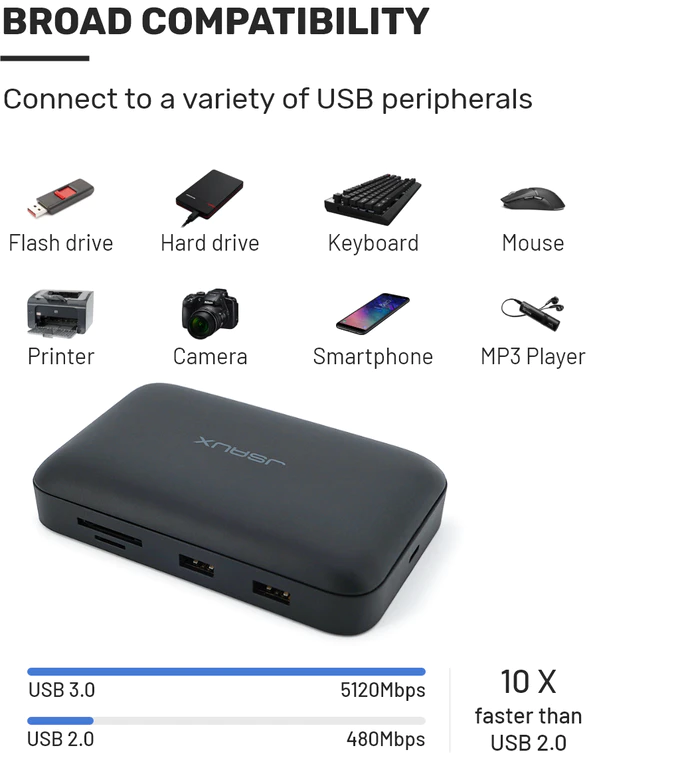 BROAD COMPATIBILITY
Connect to a variety of USB peripherals
Flash drive
Hard drive
Keyboard
Mouse
Printer
Camera
Smartphone
MP3 Player
JSAUX
USB 3.0
5120Mbps
USB 2.0
480Mbps
10 X
faster than
USB 2.0